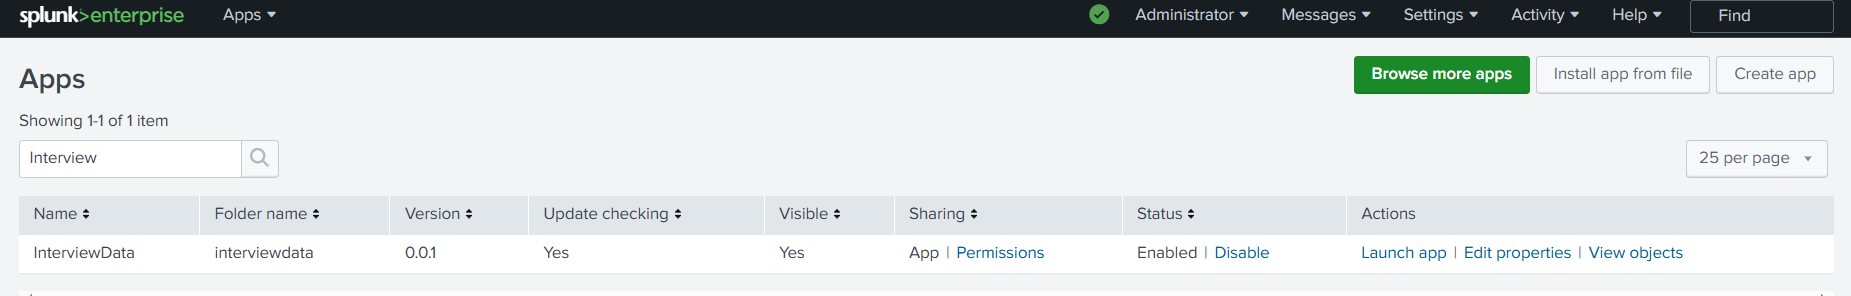 splunk>enterprise Apps Administrator Messages Settings Activity Help Find
Apps Browse more apps Install app from file Create app
Showing 1-1 of 1 item
Interview 25 per page
Name Folder name Version Update checking Visible Sharing Status Actions
InterviewData interviewdata 0.0.1 Yes Yes App | Permissions Enabled | Disable Launch app | Edit properties | View objects